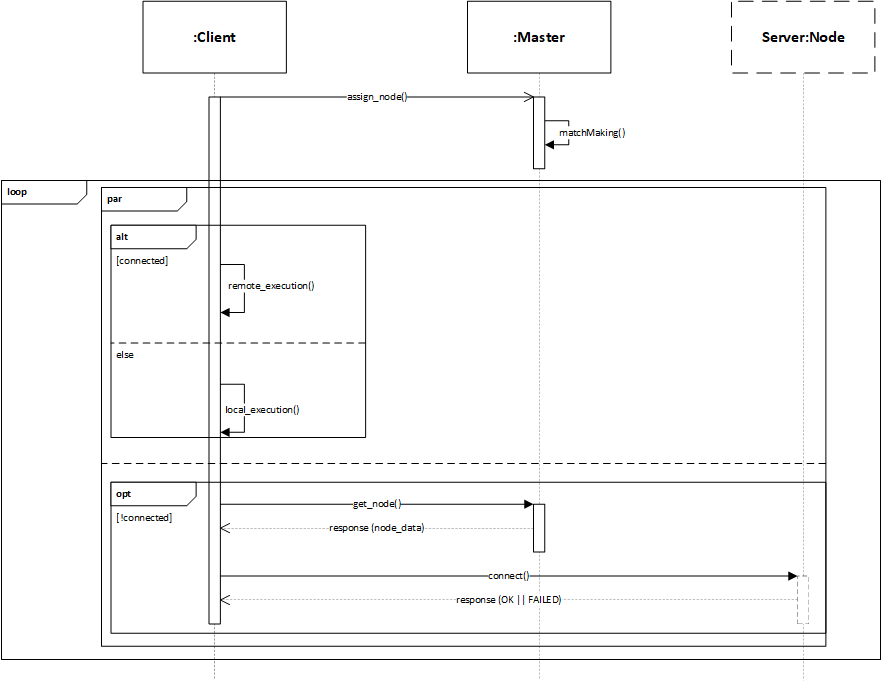 :Client
:Master
Server:Node
assign_node()
matchMaking()
loop
par
alt
[connected]
remote_execution()
else
local_execution()
opt
get_node()
[!connected]
response (node_data)
connect()
response (OK || FAILED)